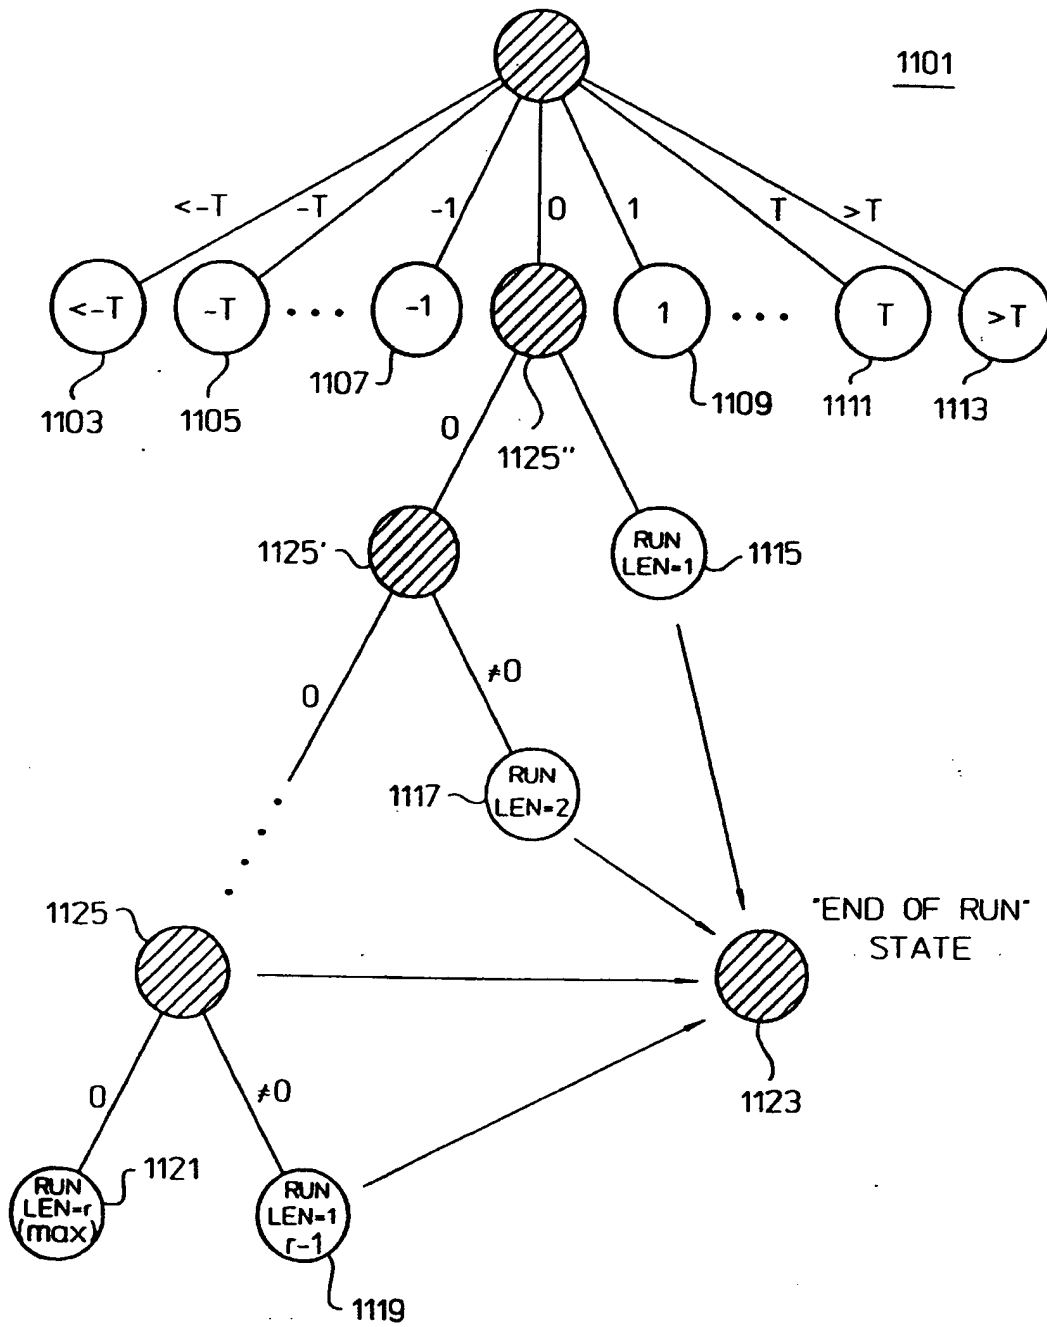 1101
<-T
-T
-1
0
1
T
>T
<-T
-T
-1
1
T
>T
1103
1105
1107
1109
1111
1113
0
1125"
1125'
RUN
LEN=1
1115
0
≠0
1117
RUN
LEN=2
1125
"END OF RUN"
STATE
1123
0
≠0
1121
RUN
LEN=r
(max)
RUN
LEN=1
r-1
1119